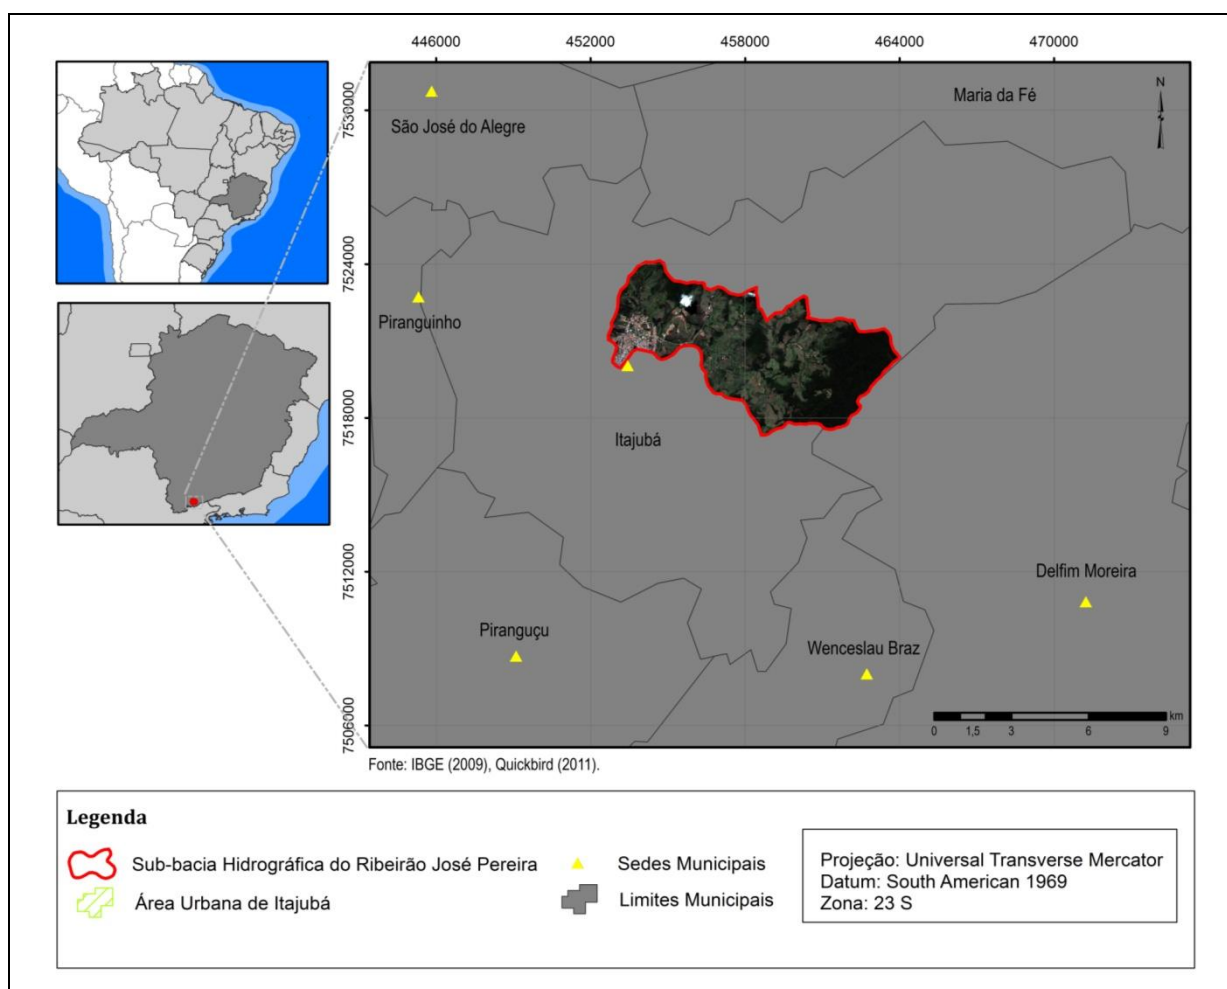 446000
452000
458000
464000
470000
7530000
7524000
7518000
7512000
7506000
N
Maria da Fé
São José do Alegre
Piranguinho
Itajubá
Delfim Moreira
Piranguçu
Wenceslau Braz
km
0 1,5 3 6 9
Fonte: IBGE (2009), Quickbird (2011).
Legenda
Sub-bacia Hidrográfica do Ribeirão José Pereira
Área Urbana de Itajubá
Sedes Municipais
Limites Municipais
Projeção: Universal Transverse Mercator
Datum: South American 1969
Zona: 23 S